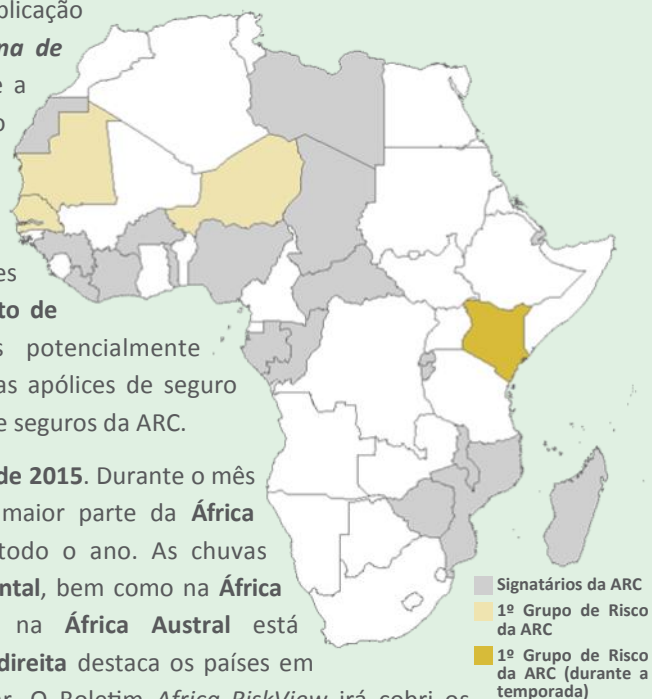 plicação
na de
e a
o
es
to de
s potencialmente
as apólices de seguro
e seguros da ARC.
de 2015. Durante o mês
maior parte da África
todo o ano. As chuvas
ental, bem como na África
na África Austral está
direita destaca os países em
er. O Boletim Africa RiskView irá sobri os
Signatários da ARC
1º Grupo de Risco
da ARC
1º Grupo de Risco
da ARC (durante a
temporada)